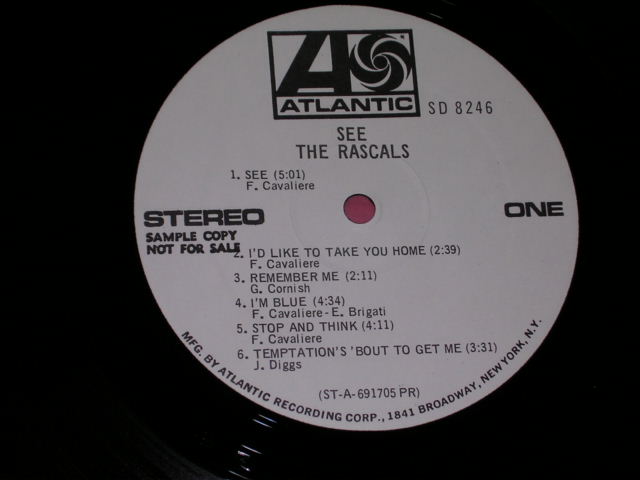 ATLANTIC
SD 8246
SEE
THE RASCALS
1. SEE (5:01)
F. Cavaliere
STEREO
ONE
SAMPLE COPY
NOT FOR SALE
2. I'D LIKE TO TAKE YOU HOME (2:39)
F. Cavaliere
3. REMEMBER ME (2:11)
G. Cornish
4. I'M BLUE (4:34)
F. Cavaliere - E. Brigati
5. STOP AND THINK (4:11)
F. Cavaliere
6. TEMPTATION'S 'BOUT TO GET ME (3:31)
J. Diggs
(ST-A-691705 PR)
MFG. BY ATLANTIC RECORDING CORP., 1841 BROADWAY, NEW YORK, N.Y.